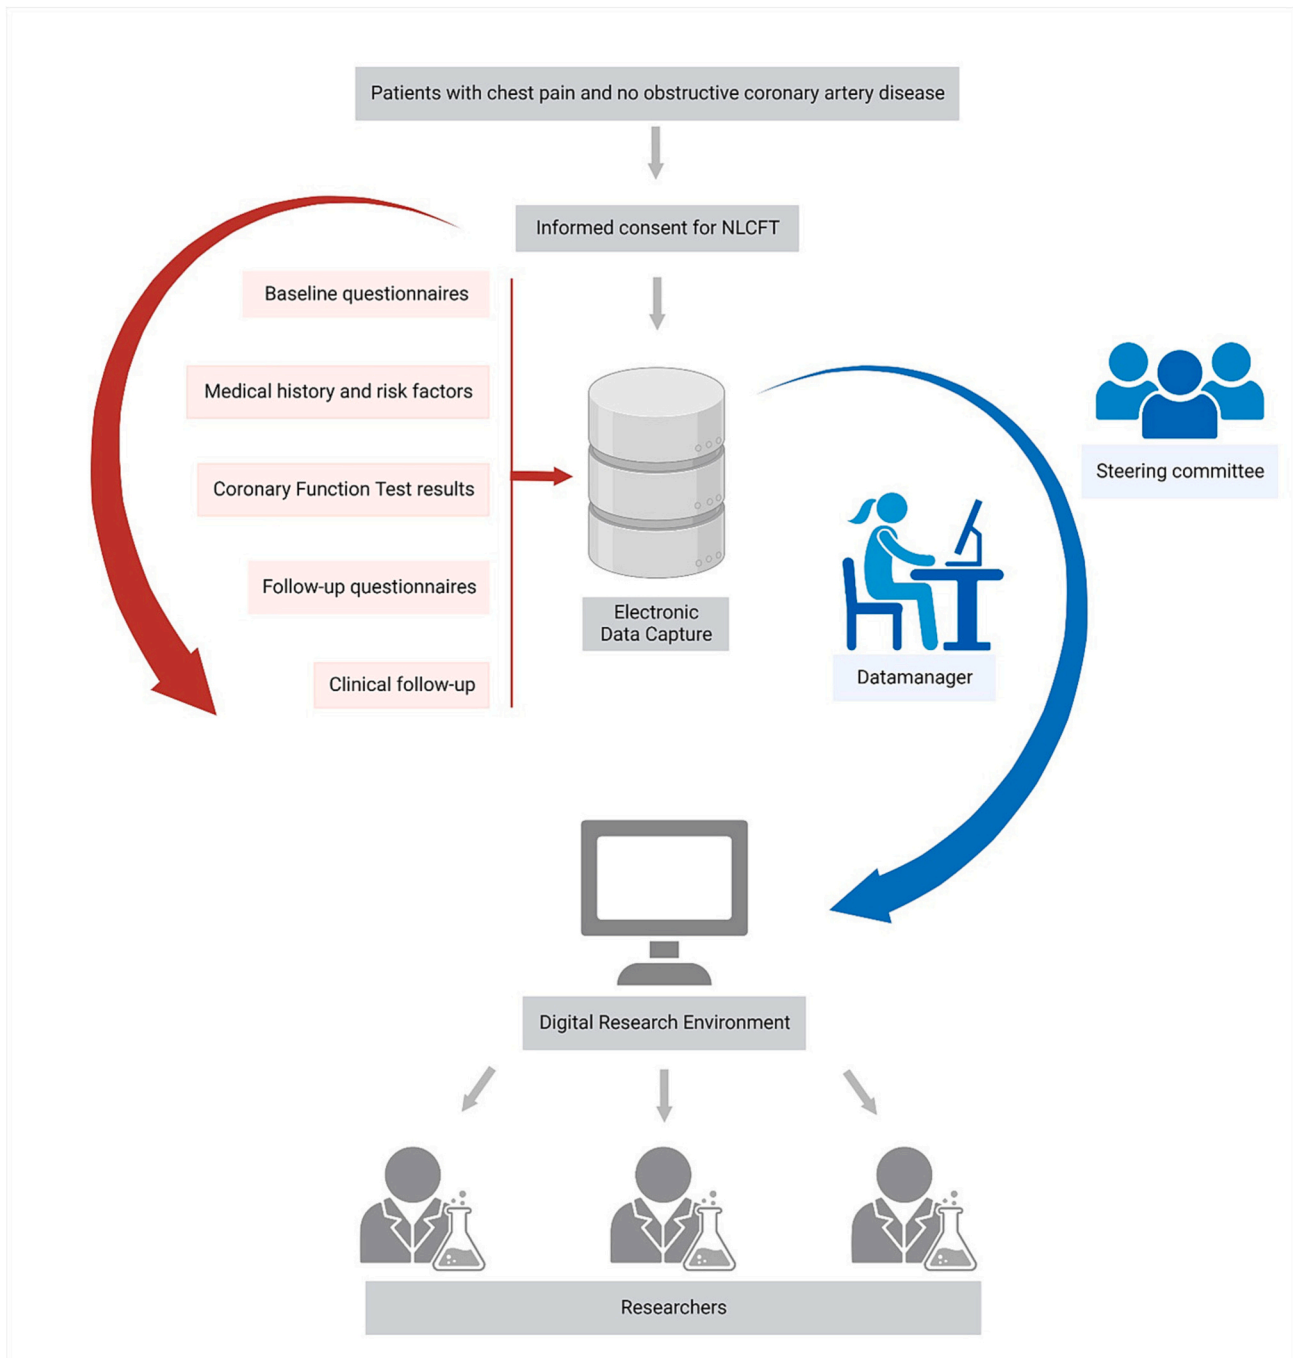 Patients with chest pain and no obstructive coronary artery disease
Informed consent for NLCFT
Baseline questionnaires
Medical history and risk factors
Coronary Function Test results
Follow-up questionnaires
Clinical follow-up
Electronic
Data Capture
Steering committee
Datamanager
Digital Research Environment
Researchers